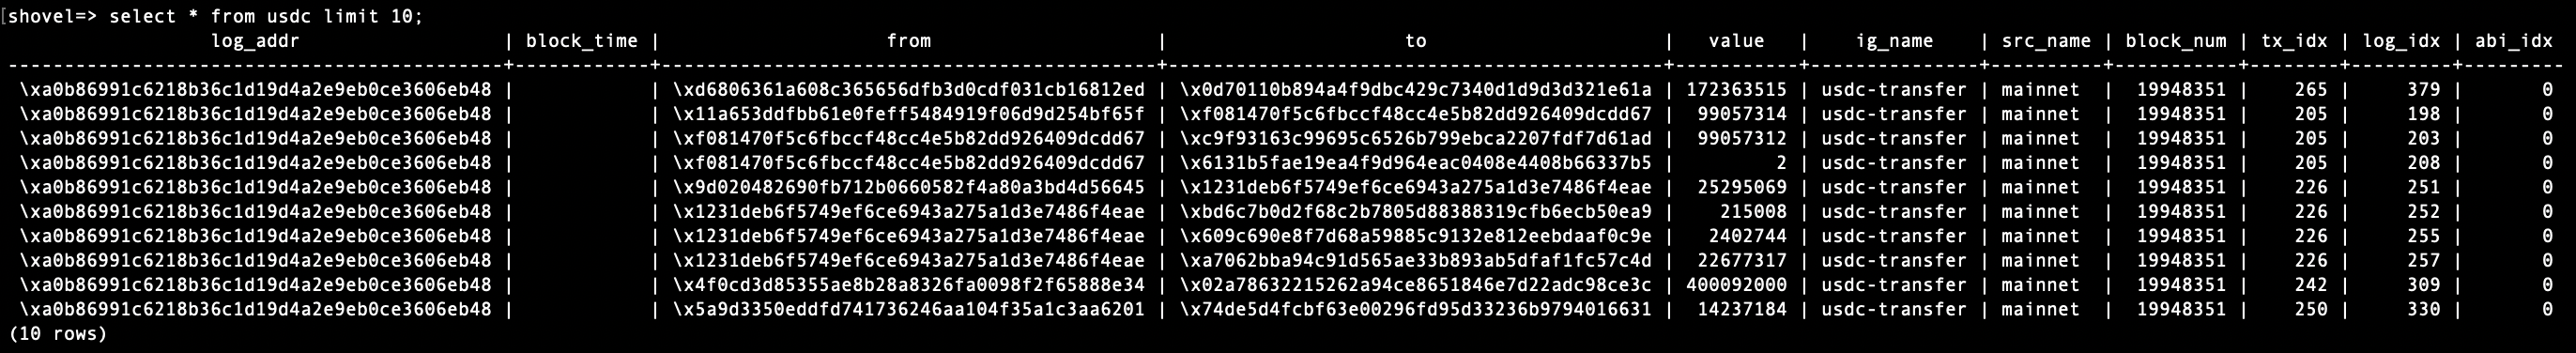 [shovel=> select * from usdc limit 10;
log_addr | block_time | from | to | value | ig_name | src_name | block_num | tx_idx | log_idx | abi_idx
--------------------------------------------+------------+--------------------------------------------+--------------------------------------------+-----------+---------------+----------+-----------+--------+---------+---------
\xa0b86991c6218b36c1d19d4a2e9eb0ce3606eb48 | | \xd6806361a608c365656dfb3d0cdf031cb16812ed | \x0d70110b894a4f9dbc429c7340d1d9d3d321e61a | 172363515 | usdc-transfer | mainnet | 19948351 | 265 | 379 | 0
\xa0b86991c6218b36c1d19d4a2e9eb0ce3606eb48 | | \x11a653ddfbb61e0feff5484919f06d9d254bf65f | \xf081470f5c6fbccf48cc4e5b82dd926409dcdd67 | 99057314 | usdc-transfer | mainnet | 19948351 | 205 | 198 | 0
\xa0b86991c6218b36c1d19d4a2e9eb0ce3606eb48 | | \xf081470f5c6fbccf48cc4e5b82dd926409dcdd67 | \xc9f93163c99695c6526b799ebca2207fdf7d61ad | 99057312 | usdc-transfer | mainnet | 19948351 | 205 | 203 | 0
\xa0b86991c6218b36c1d19d4a2e9eb0ce3606eb48 | | \xf081470f5c6fbccf48cc4e5b82dd926409dcdd67 | \x6131b5fae19ea4f9d964eac0408e4408b66337b5 | 2 | usdc-transfer | mainnet | 19948351 | 205 | 208 | 0
\xa0b86991c6218b36c1d19d4a2e9eb0ce3606eb48 | | \x9d020482690fb712b0660582f4a80a3bd4d56645 | \x1231deb6f5749ef6ce6943a275a1d3e7486f4eae | 25295069 | usdc-transfer | mainnet | 19948351 | 226 | 251 | 0
\xa0b86991c6218b36c1d19d4a2e9eb0ce3606eb48 | | \x1231deb6f5749ef6ce6943a275a1d3e7486f4eae | \xbd6c7b0d2f68c2b7805d88388319cfb6ecb50ea9 | 215008 | usdc-transfer | mainnet | 19948351 | 226 | 252 | 0
\xa0b86991c6218b36c1d19d4a2e9eb0ce3606eb48 | | \x1231deb6f5749ef6ce6943a275a1d3e7486f4eae | \x609c690e8f7d68a59885c9132e812eebdaaf0c9e | 2402744 | usdc-transfer | mainnet | 19948351 | 226 | 255 | 0
\xa0b86991c6218b36c1d19d4a2e9eb0ce3606eb48 | | \x1231deb6f5749ef6ce6943a275a1d3e7486f4eae | \xa7062bba94c91d565ae33b893ab5dfaf1fc57c4d | 22677317 | usdc-transfer | mainnet | 19948351 | 226 | 257 | 0
\xa0b86991c6218b36c1d19d4a2e9eb0ce3606eb48 | | \x4f0cd3d85355ae8b28a8326fa0098f2f65888e34 | \x02a78632215262a94ce8651846e7d22adc98ce3c | 400092000 | usdc-transfer | mainnet | 19948351 | 242 | 309 | 0
\xa0b86991c6218b36c1d19d4a2e9eb0ce3606eb48 | | \x5a9d3350eddfd741736246aa104f35a1c3aa6201 | \x74de5d4fcbf63e00296fd95d33236b9794016631 | 14237184 | usdc-transfer | mainnet | 19948351 | 250 | 330 | 0
(10 rows)